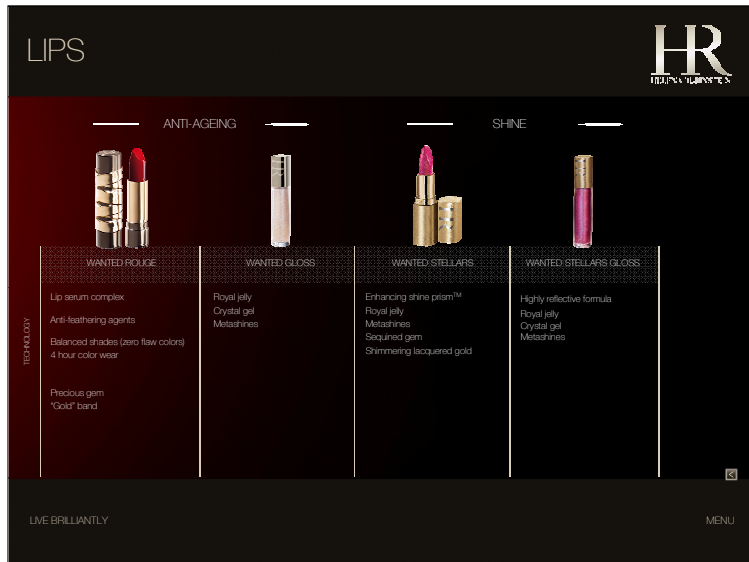 LIPS
HR
HELENA RUBINSTEIN
ANTI-AGEING
SHINE
WANTED ROUGE
WANTED GLOSS
WANTED STELLARS
WANTED STELLARS GLOSS
TECHNOLOGY
Lip serum complex
Anti-feathering agents
Balanced shades (zero flaw colors)
4 hour color wear
Precious gem
“Gold” band
Royal jelly
Crystal gel
Metashines
Enhancing shine prism™
Royal jelly
Metashines
Sequined gem
Shimmering lacquered gold
Highly reflective formula
Royal jelly
Crystal gel
Metashines
LIVE BRILLIANTLY
MENU